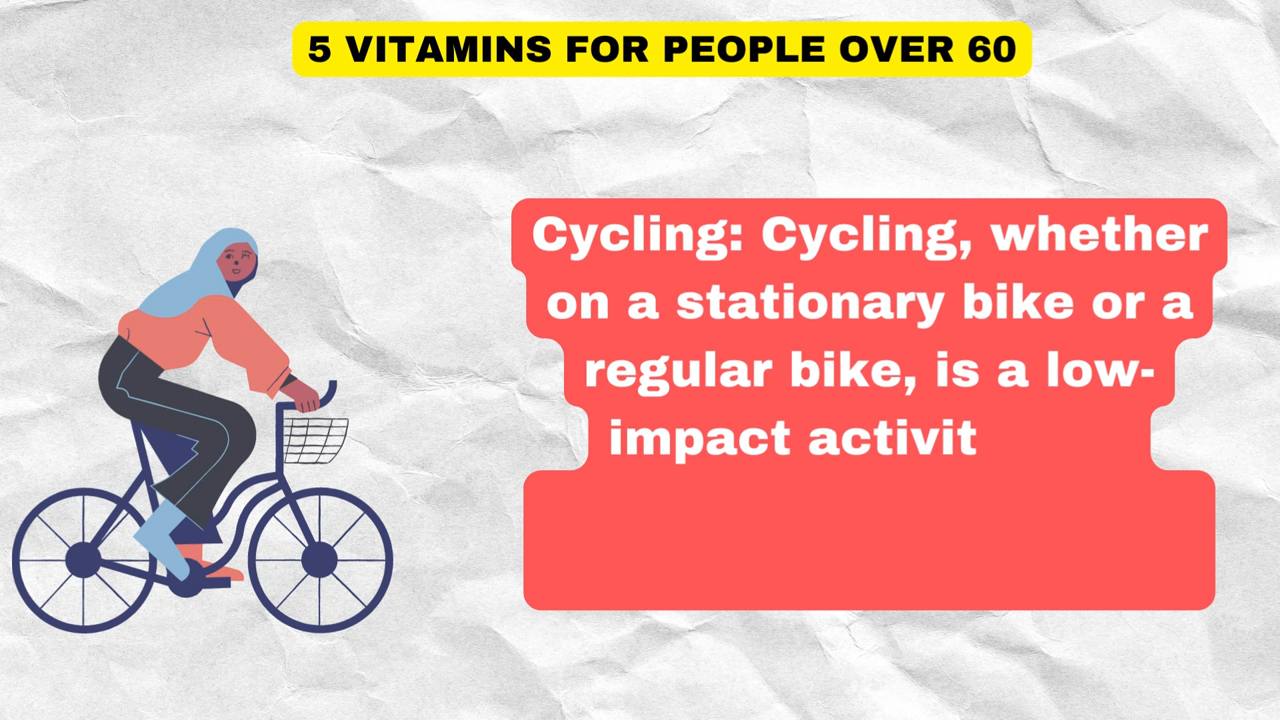 5 VITAMINS FOR PEOPLE OVER 60
Cycling: Cycling, whether
on a stationary bike or a
regular bike, is a low-
impact activit